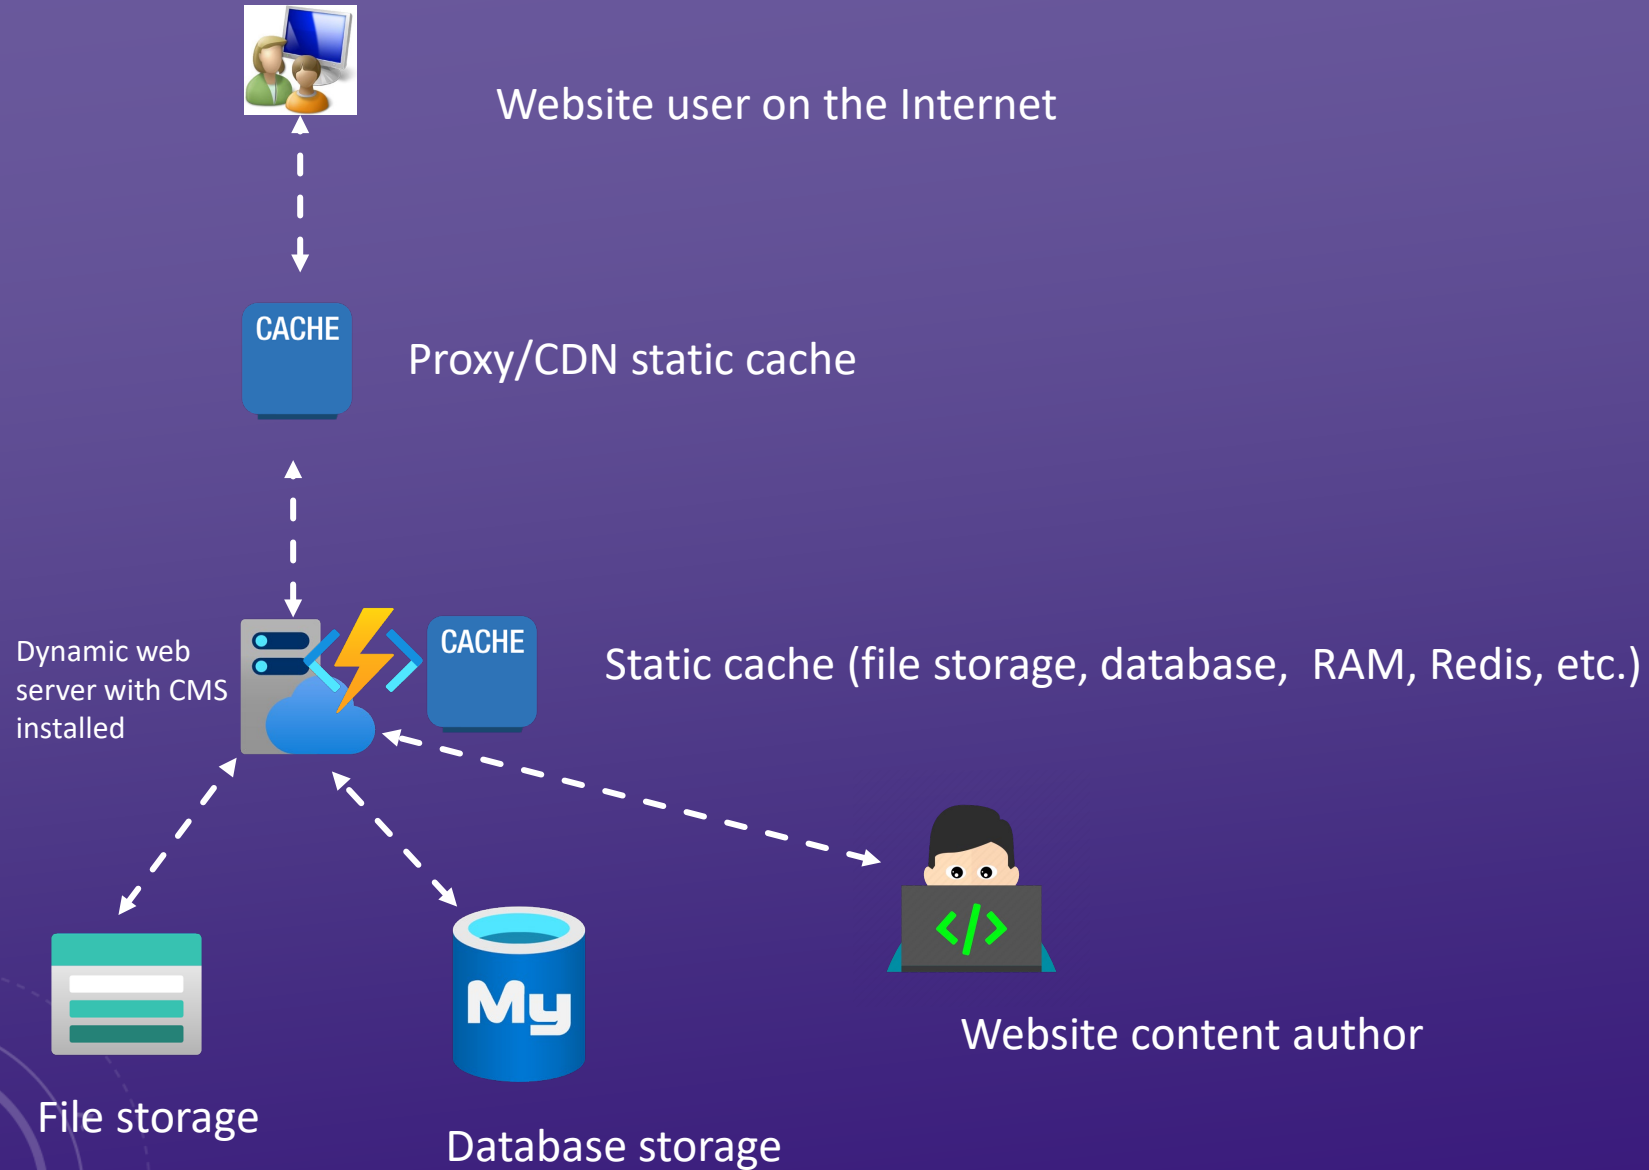 Website user on the Internet
CACHE
Proxy/CDN static cache
Dynamic web
server with CMS
installed
CACHE
Static cache (file storage, database,  RAM, Redis, etc.)
</>
My
Website content author
File storage
Database storage